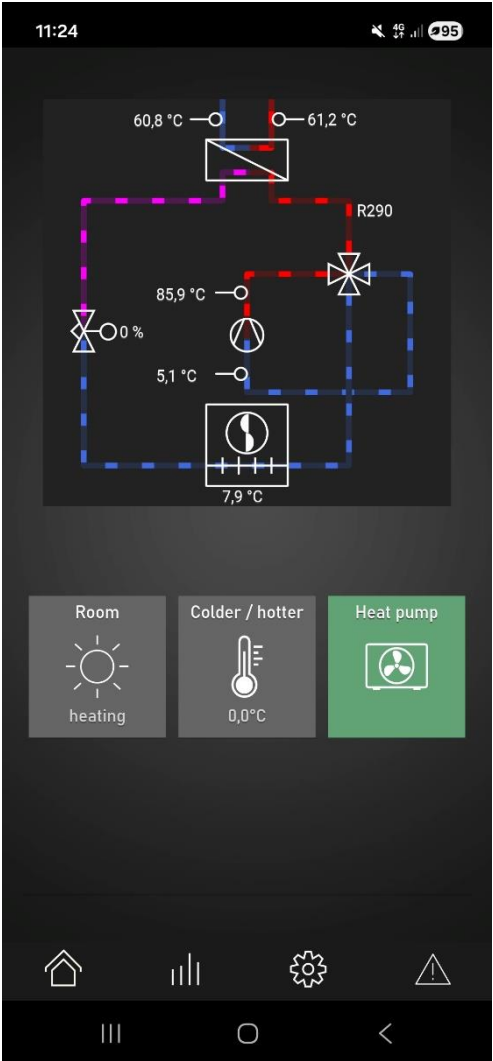 11:24
4G
95
60,8 °C
61,2 °C
R290
85,9 °C
0 %
5,1 °C
7,9 °C
Room
heating
Colder / hotter
0,0°C
Heat pump